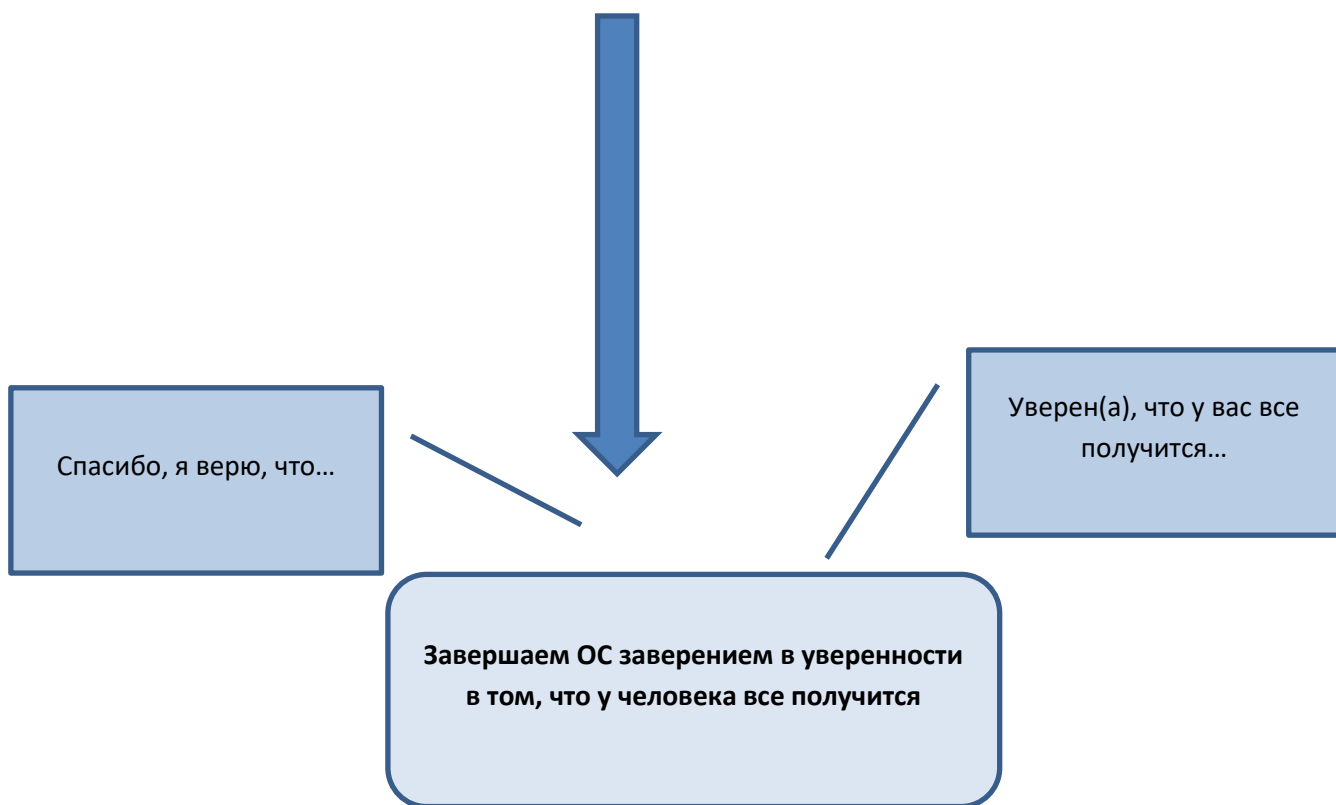 Спасибо, я верю, что…
Уверен(а), что у вас все
получится…
Завершаем ОС заверением в уверенности
в том, что у человека все получится